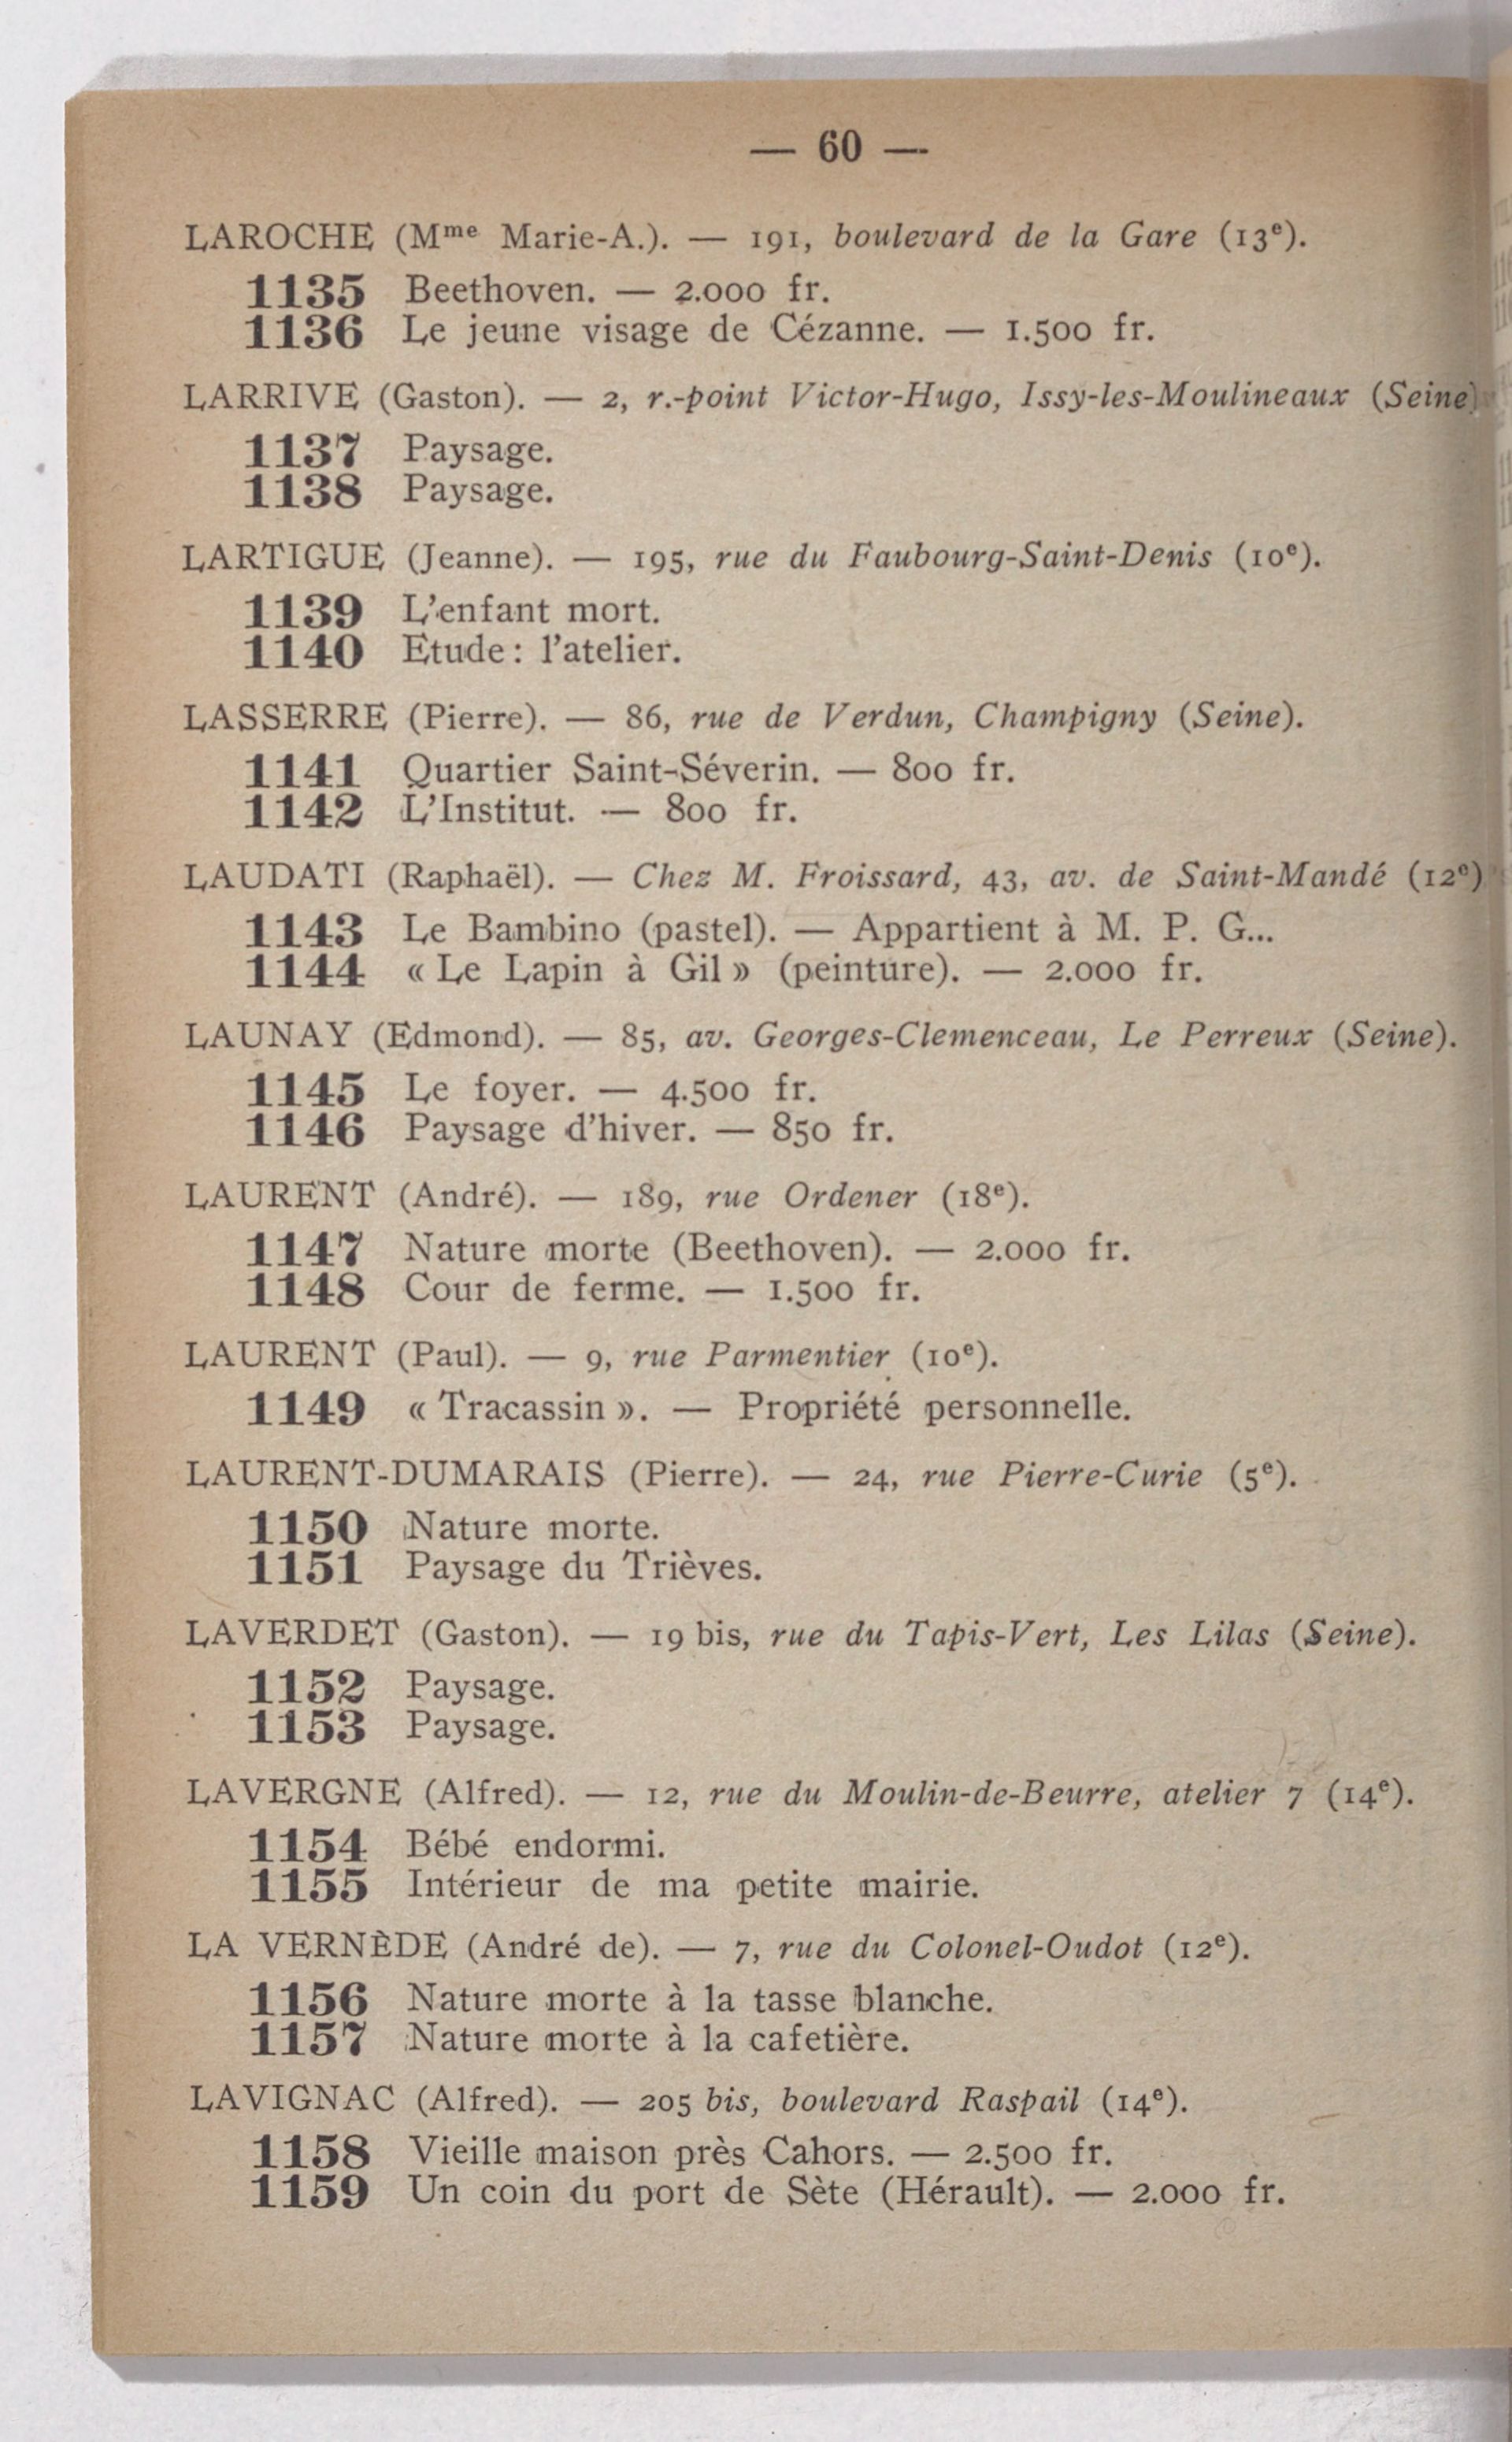 — 60 —
LAROCHE (Mme Marie-A.). — 191, boulevard de la Gare (13e).
1135 Beethoven. — 2.000 fr.
1136 Le jeune visage de Cézanne. — 1.500 fr.
LARRIVE (Gaston). — 2, r.-point Victor-Hugo, Issy-les-Moulineaux (Seine)
1137 Paysage.
1138 Paysage.
LARTIGUE (Jeanne). — 195, rue du Faubourg-Saint-Denis (10e).
1139 L'enfant mort.
1140 Etude : l'atelier.
LASSERRE (Pierre). — 86, rue de Verdun, Champigny (Seine).
1141 Quartier Saint-Séverin. — 800 fr.
1142 L'Institut. — 800 fr.
LAUDATI (Raphaël). — Chez M. Froissard, 43, av. de Saint-Mandé (12e)
1143 Le Bambino (pastel). — Appartient à M. P. G...
1144 « Le Lapin à Gil » (peinture). — 2.000 fr.
LAUNAY (Edmond). — 85, av. Georges-Clemenceau, Le Perreux (Seine).
1145 Le foyer. — 4.500 fr.
1146 Paysage d'hiver. — 850 fr.
LAURENT (André). — 189, rue Ordener (18e).
1147 Nature morte (Beethoven). — 2.000 fr.
1148 Cour de ferme. — 1.500 fr.
LAURENT (Paul). — 9, rue Parmentier (10e).
1149 « Tracassin ». — Propriété personnelle.
LAURENT-DUMARAIS (Pierre). — 24, rue Pierre-Curie (5e).
1150 Nature morte.
1151 Paysage du Trièves.
LAVERDET (Gaston). — 19 bis, rue du Tapis-Vert, Les Lilas (Seine).
1152 Paysage.
1153 Paysage.
LAVERGNE (Alfred). — 12, rue du Moulin-de-Beurre, atelier 7 (14e).
1154 Bébé endormi.
1155 Intérieur de ma petite mairie.
LA VERNÈDE (André de). — 7, rue du Colonel-Oudot (12e).
1156 Nature morte à la tasse blanche.
1157 Nature morte à la cafetière.
LAVIGNAC (Alfred). — 205 bis, boulevard Raspail (14e).
1158 Vieille maison près Cahors. — 2.500 fr.
1159 Un coin du port de Sète (Hérault). — 2.000 fr.